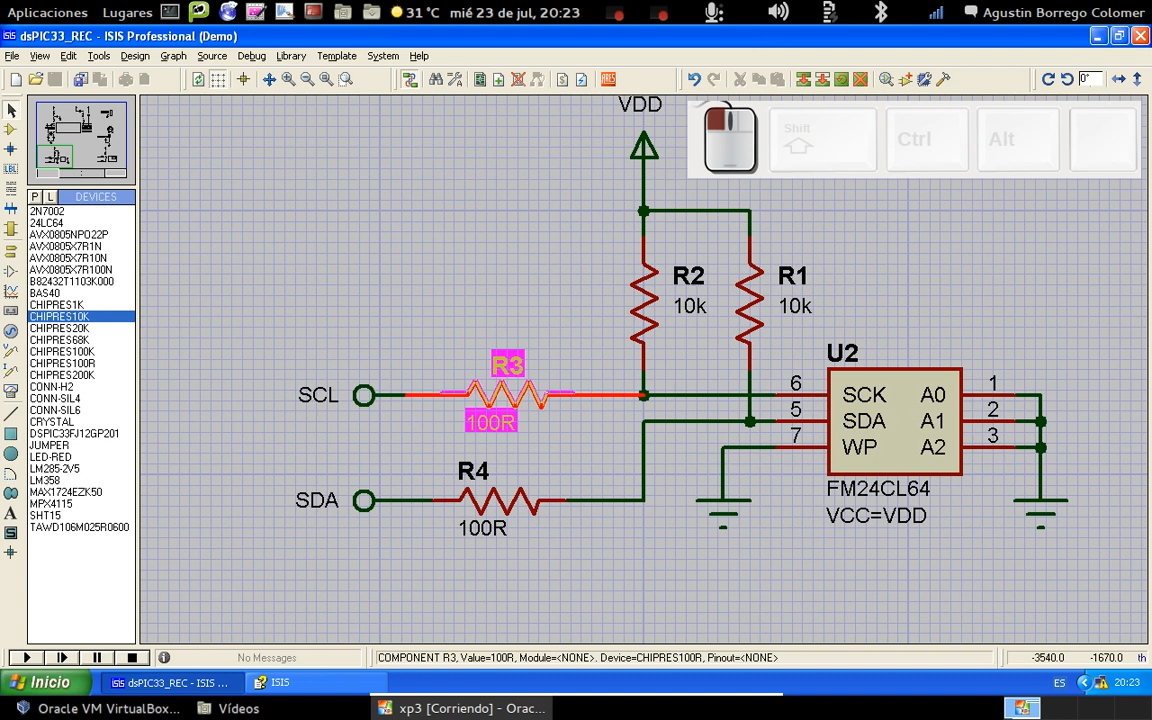 Aplicaciones Lugares 31 °C mié 23 de jul, 20:23 Agustin Borrego Colomer
dsPIC33_REC - ISIS Professional (Demo)
File View Edit Tools Design Graph Source Debug Library Template System Help
0°
P L DEVICES
2N7002
24LC64
AVX0805NPO22P
AVX0805X7R1N
AVX0805X7R10N
AVX0805X7R100N
B82432T1103K000
BAS40
CHIPRES1K
CHIPRES10K
CHIPRES20K
CHIPRES68K
CHIPRES100K
CHIPRES100R
CHIPRES200K
CONN-H2
CONN-SIL4
CONN-SIL6
CRYSTAL
DSPIC33FJ12GP201
JUMPER
LED-RED
LM285-2V5
LM358
MAX1724EZK50
MPX4115
SHT15
TAWD106M025R0600
VDD
Shift Ctrl Alt
R2 R1
10k 10k
R3
100R
SCL
R4
100R
SDA
U2
6 SCK A0 1
5 SDA A1 2
7 WP A2 3
FM24CL64
VCC=VDD
No Messages COMPONENT R3, Value=100R, Module=<NONE>. Device=CHIPRES100R, Pinout=<NONE> -3540.0 -1670.0 th
Inicio dsPIC33_REC - ISIS ... ISIS ES 20:23
Oracle VM VirtualBox... Vídeos xp3 [Corriendo] - Orac...